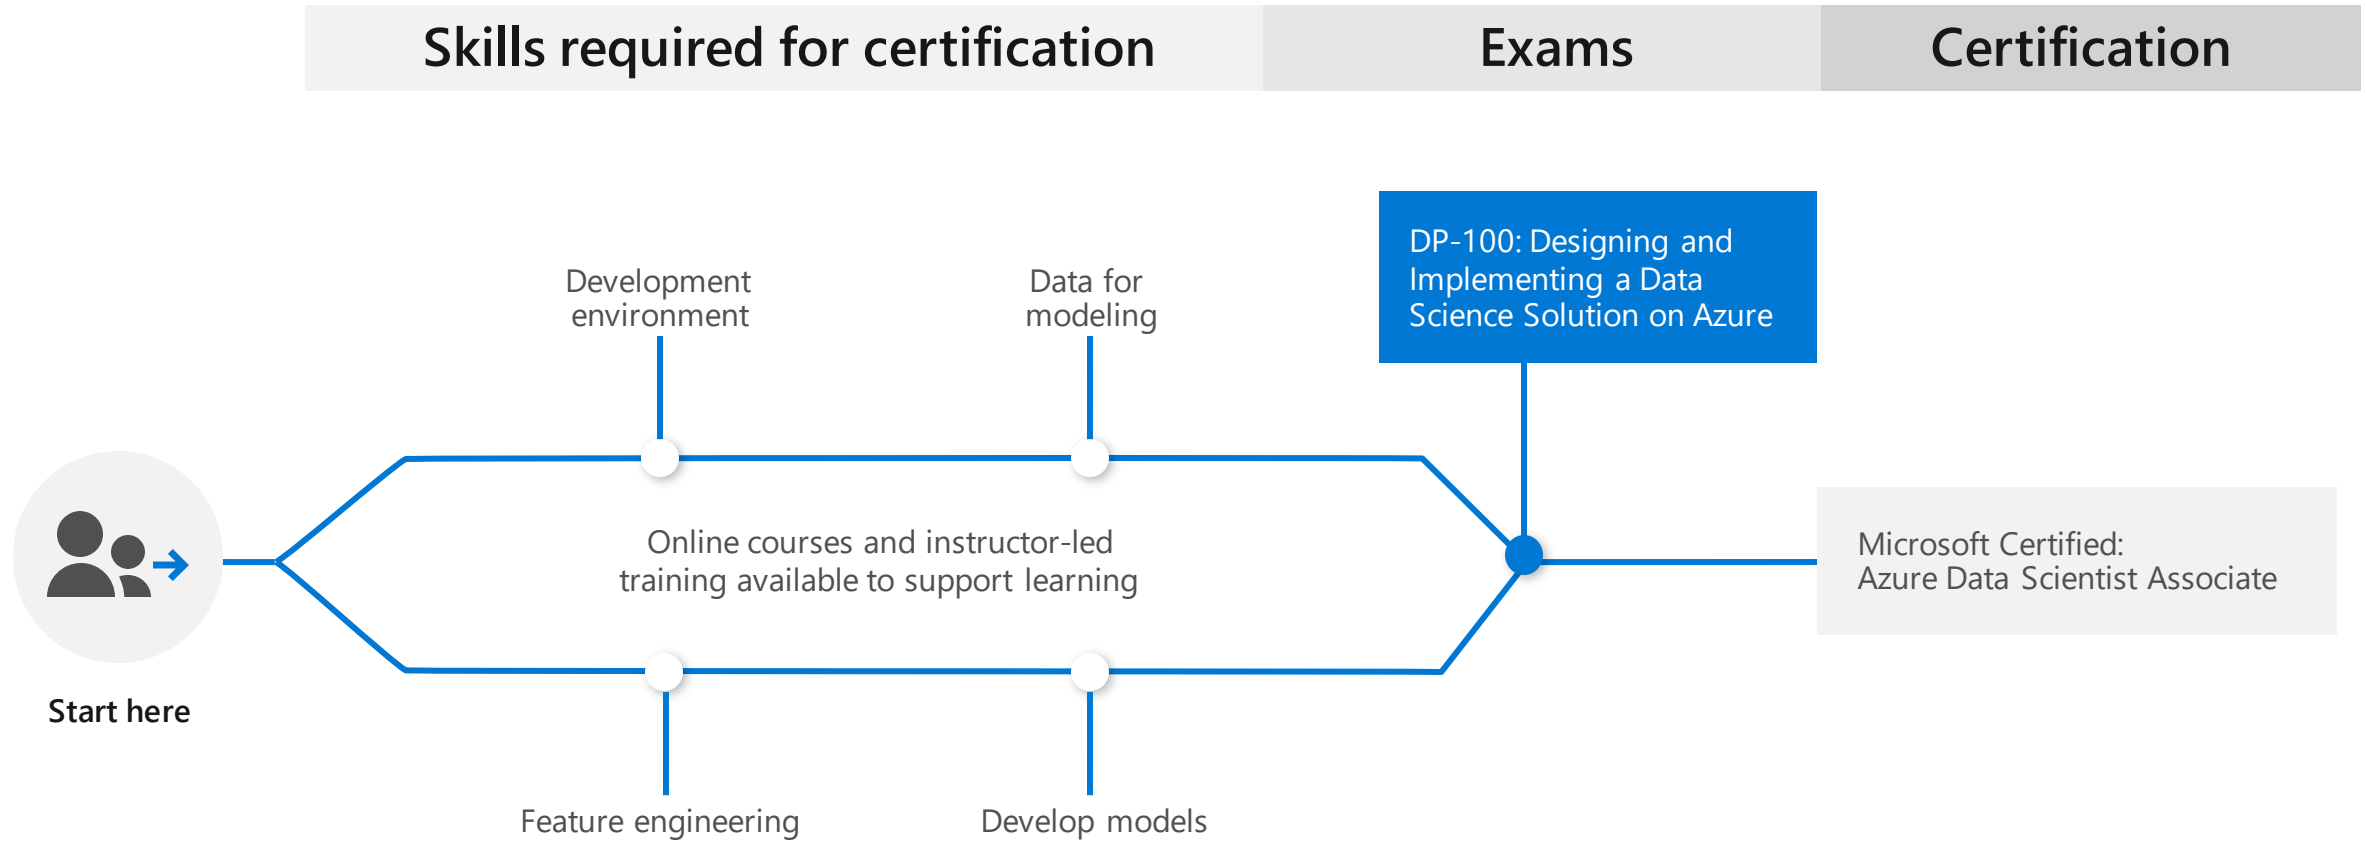 Skills required for certification
Exams
Certification
Development
environment
Data for
modeling
DP-100: Designing and
Implementing a Data
Science Solution on Azure
Online courses and instructor-led
training available to support learning
Microsoft Certified:
Azure Data Scientist Associate
Start here
Feature engineering
Develop models